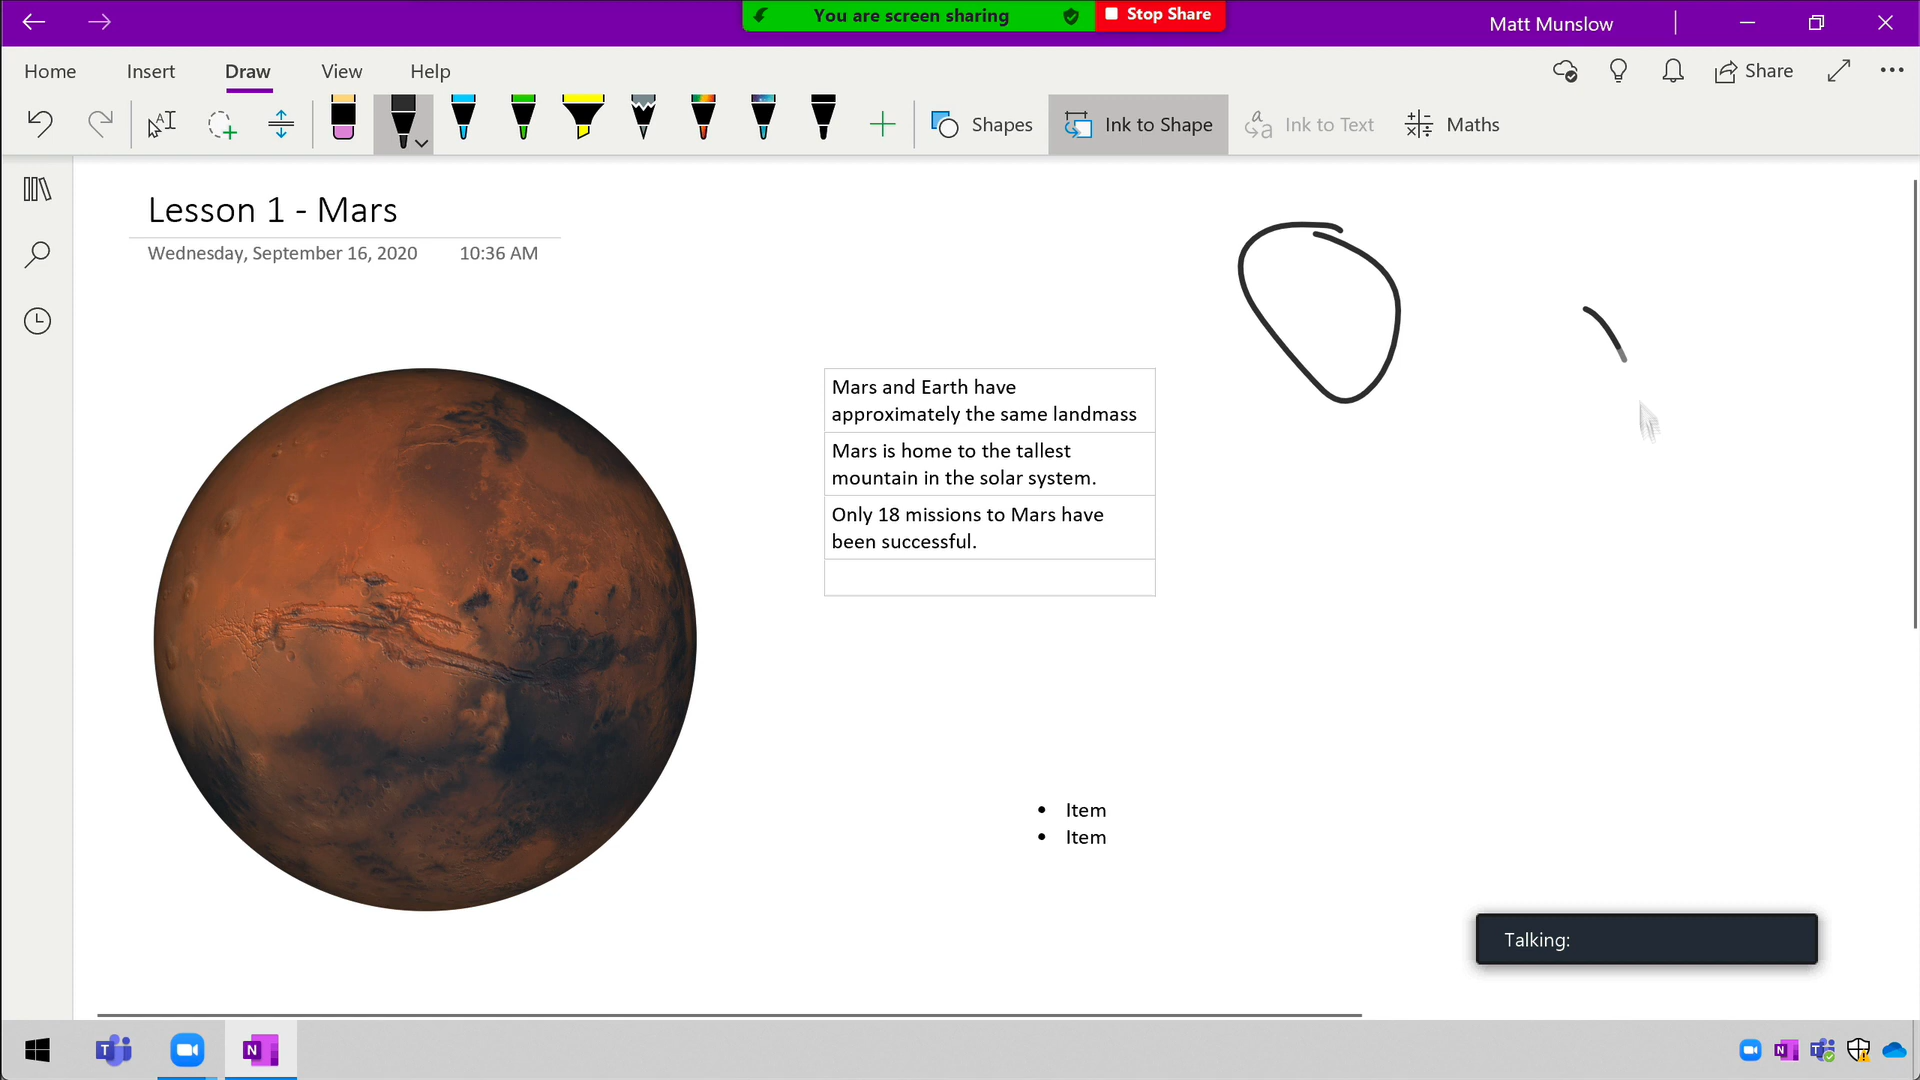 You are screen sharing
Stop Share
Matt Munslow
Home Insert Draw View Help
Share
Shapes Ink to Shape Ink to Text Maths
Lesson 1 - Mars
Wednesday, September 16, 2020 10:36 AM
Mars and Earth have
approximately the same landmass
Mars is home to the tallest
mountain in the solar system.
Only 18 missions to Mars have
been successful.
• Item
• Item
Talking: